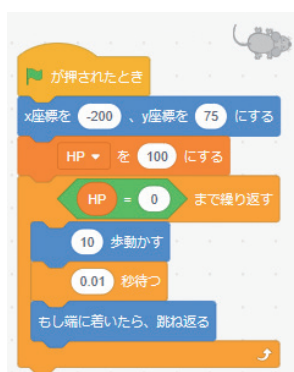 が押されたとき
x座標を -200 、y座標を 75 にする
HP を 100 にする
HP = 0 まで繰り返す
10 歩動かす
0.01 秒待つ
もし端に着いたら、跳ね返る